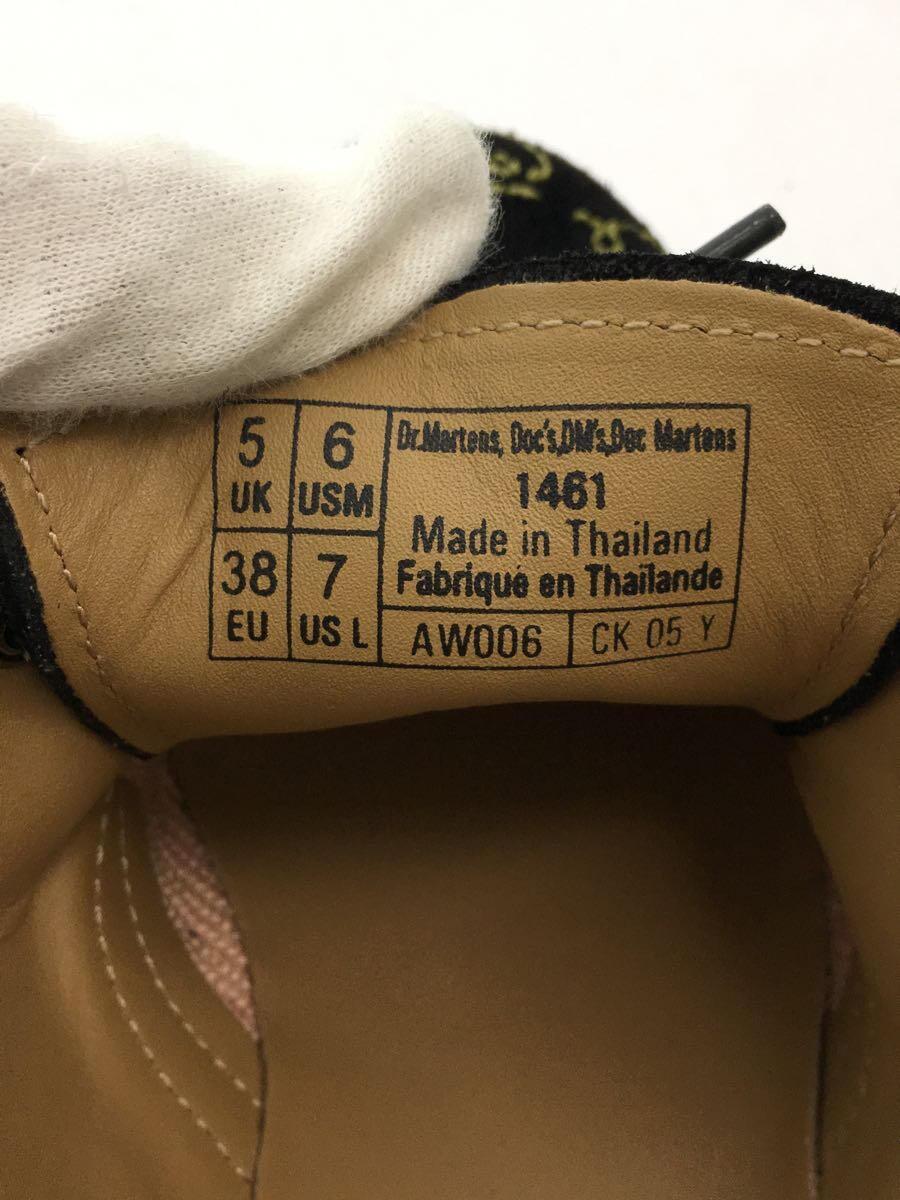 5 UK
6 USM
38 EU
7 US L
Dr.Martens, Doc's,DM's,Doc Martens
1461
Made in Thailand
Fabriqué en Thaïlande
AW006
CK 05 Y